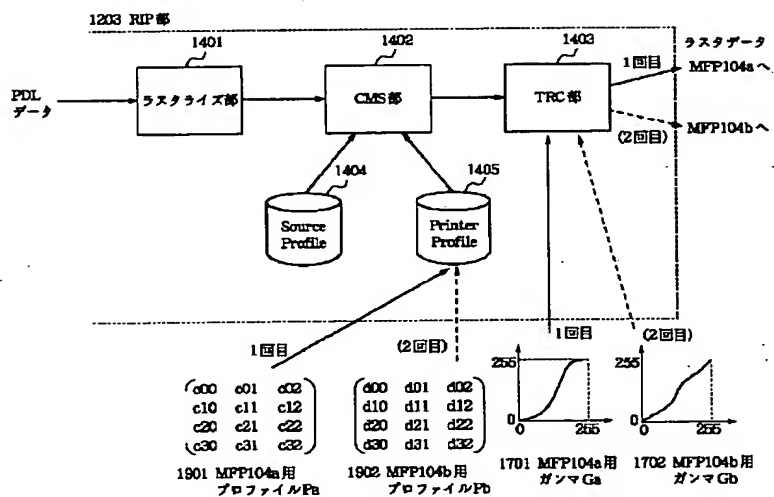 1203 RIP部
1401
1402
1403
ラスタデータ
PDL
データ
ラスタライズ部
CMS部
TRC部
1回目
MFP104aへ
(2回目)
MFP104bへ
1404
1405
Source
Profile
Printer
Profile
1回目
(2回目)
1回目
(2回目)
c00 c01 c02
c10 c11 c12
c20 c21 c22
c30 c31 c32
d00 d01 d02
d10 d11 d12
d20 d21 d22
d30 d31 d32
255
0
0 255
255
0
0 255
1901 MFP104a用
プロファイルPa
1902 MFP104b用
プロファイルPb
1701 MFP104a用
ガンマGa
1702 MFP104b用
ガンマGb